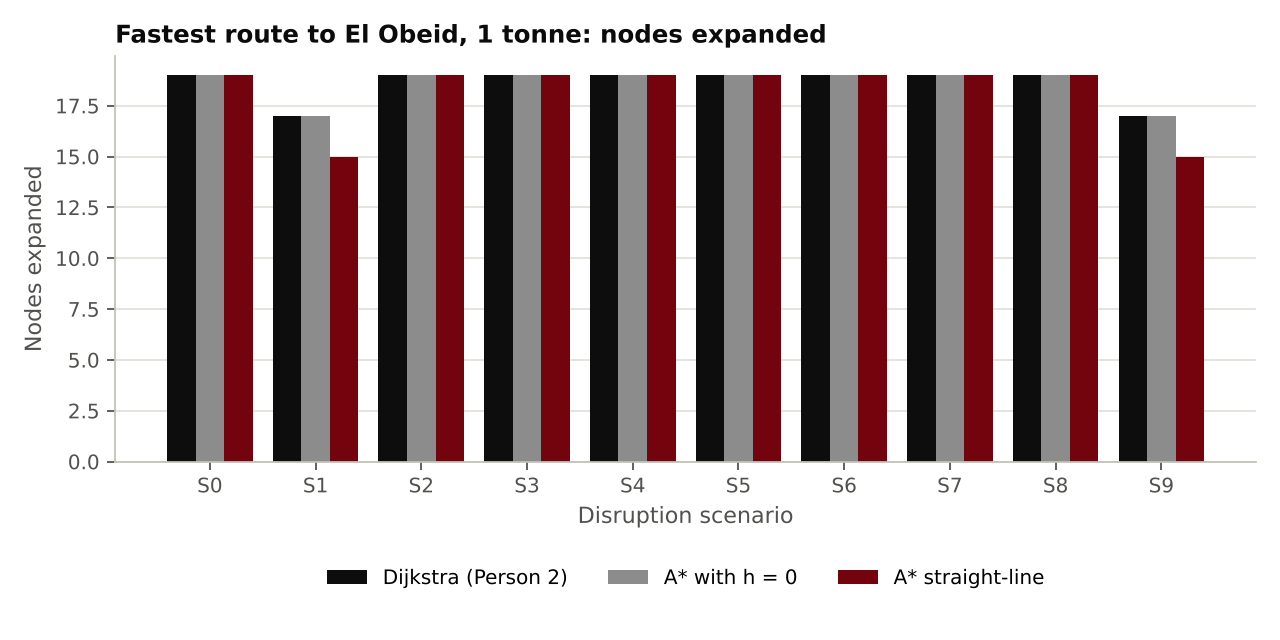 Fastest route to El Obeid, 1 tonne: nodes expanded
Nodes expanded
17.5
15.0
12.5
10.0
7.5
5.0
2.5
0.0
S0 S1 S2 S3 S4 S5 S6 S7 S8 S9
Disruption scenario
Dijkstra (Person 2) A* with h = 0 A* straight-line